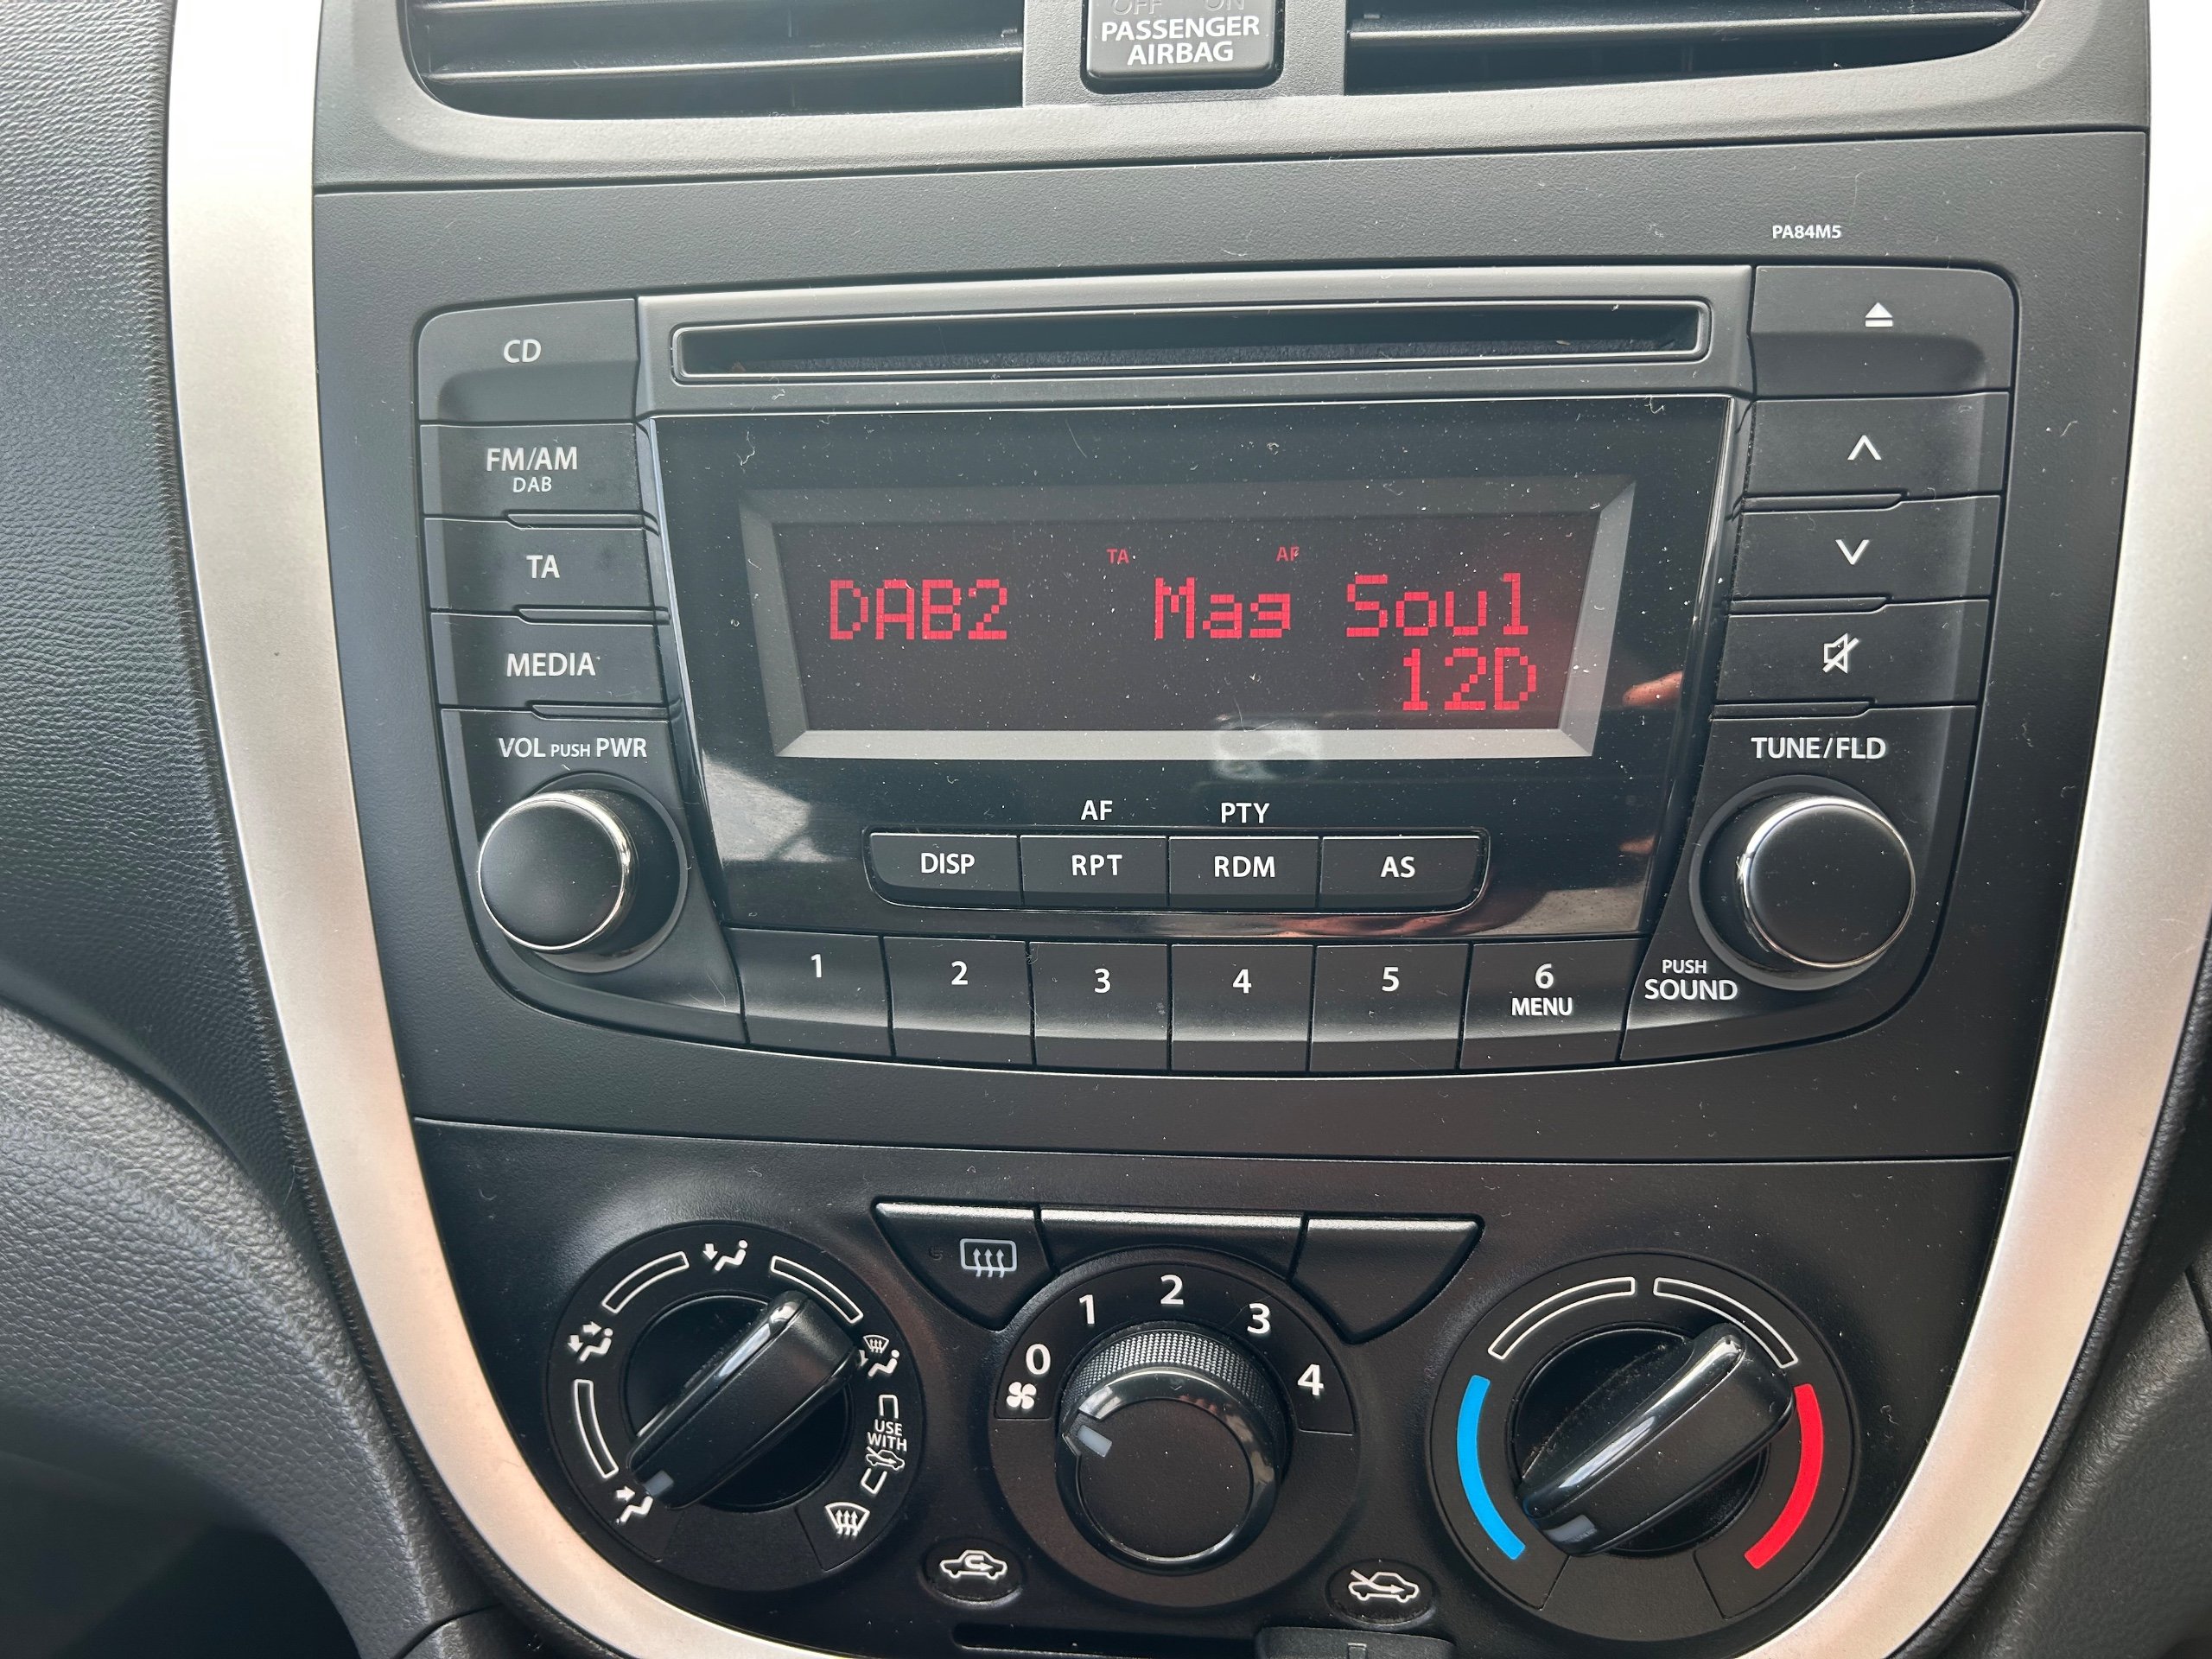 OFF ON
PASSENGER
AIRBAG
PA84M5
CD
FM/AM
DAB
TA
MEDIA
VOL PUSH PWR
TA AF
DAB2 Mag Soul
12D
TUNE/FLD
AF PTY
DISP RPT RDM AS
1 2 3 4 5 6
MENU
PUSH
SOUND
0 1 2 3 4
USE
WITH